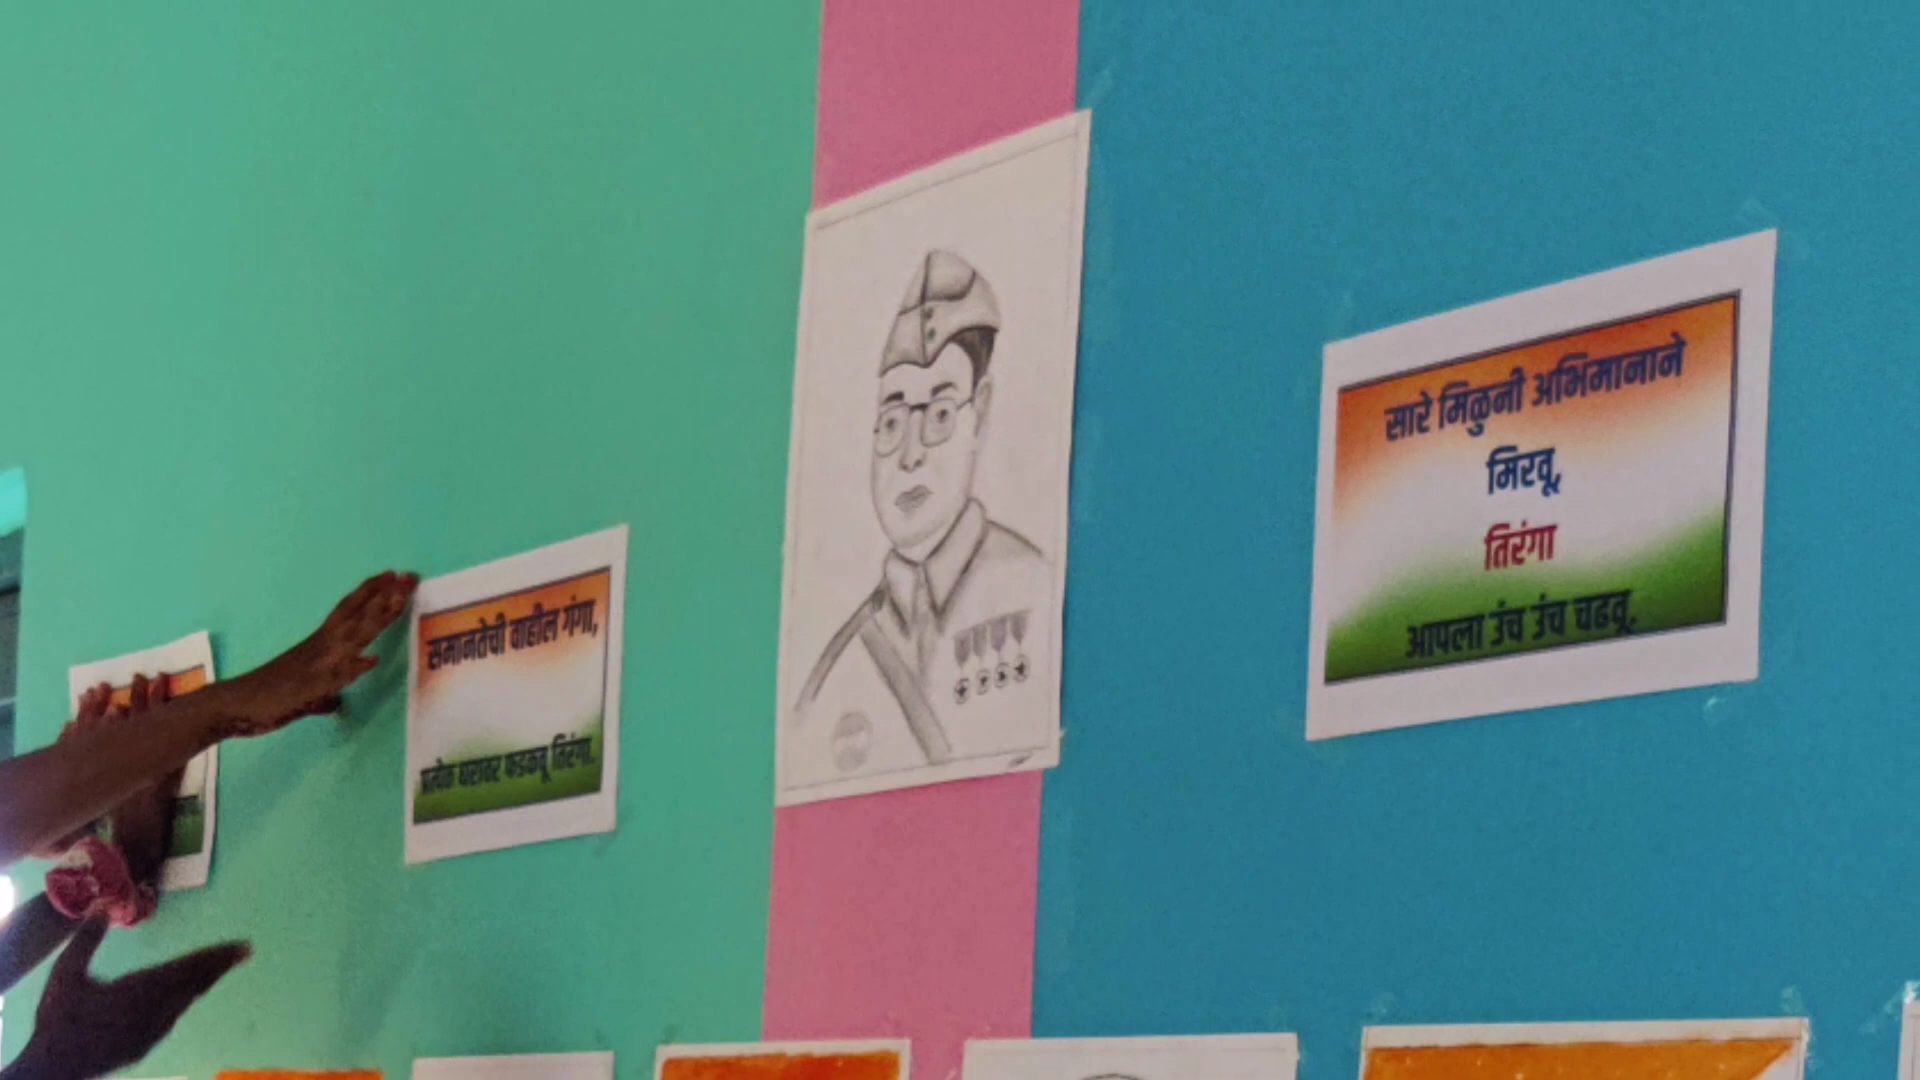 समानतेची वाहील गंगा,
प्रत्येक घरावर फडकवू तिरंगा.
सारे मिळुनी अभिमानाने
मिरवू,
तिरंगा
आपला उंच उंच चढवू.